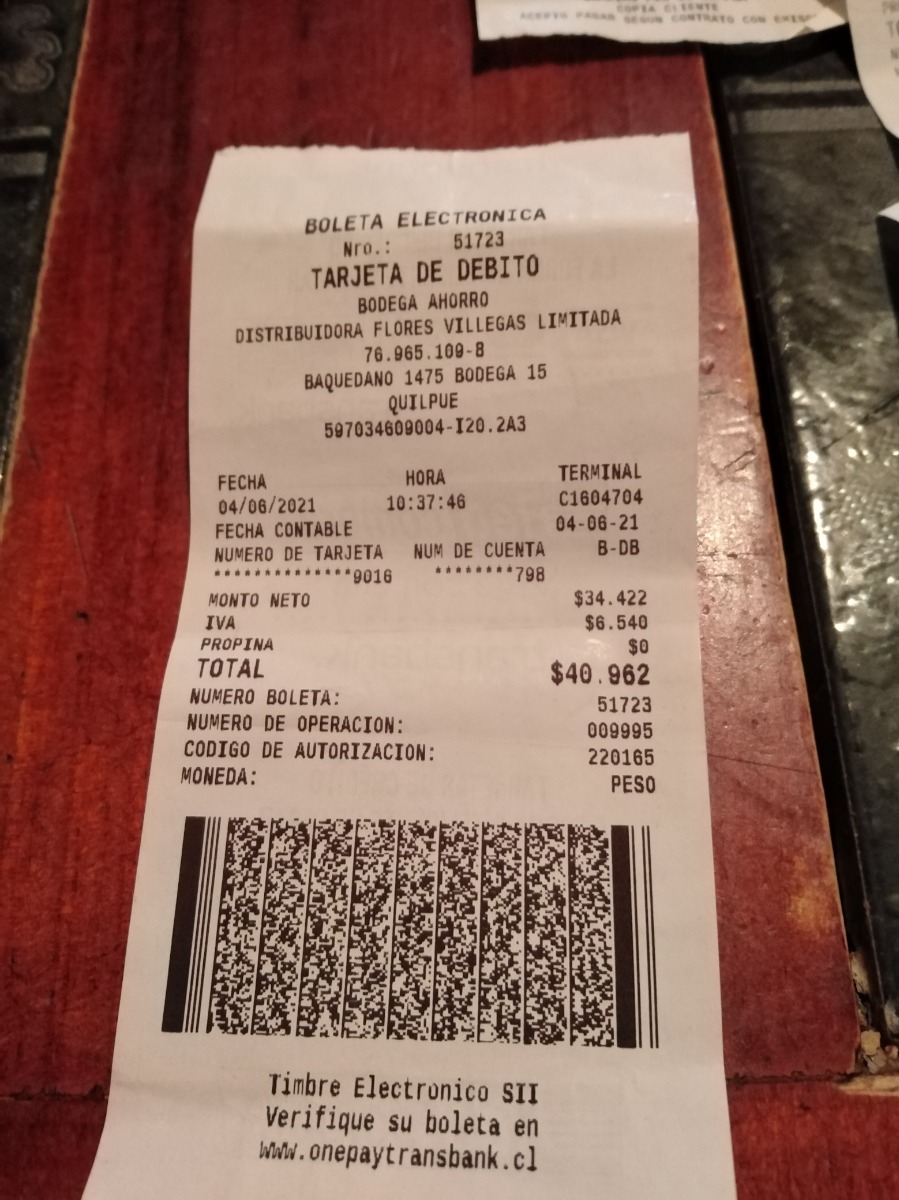 COPIA CLIENTE
ACEPTO PAGAR SEGUN CONTRATO CON
BOLETA ELECTRONICA
Nro.: 51723
TARJETA DE DEBITO
BODEGA AHORRO
DISTRIBUIDORA FLORES VILLEGAS LIMITADA
76.965.109-8
BAQUEDANO 1475 BODEGA 15
QUILPUE
597034609004-I20.2A3
FECHA HORA TERMINAL
04/06/2021 10:37:46 C1604704
FECHA CONTABLE 04-06-21
NUMERO DE TARJETA NUM DE CUENTA B-DB
**************9016 ********798
MONTO NETO $34.422
IVA $6.540
PROPINA $0
TOTAL $40.962
NUMERO BOLETA: 51723
NUMERO DE OPERACION: 009995
CODIGO DE AUTORIZACION: 220165
MONEDA: PESO
Timbre Electronico SII
Verifique su boleta en
www.onepaytransbank.cl